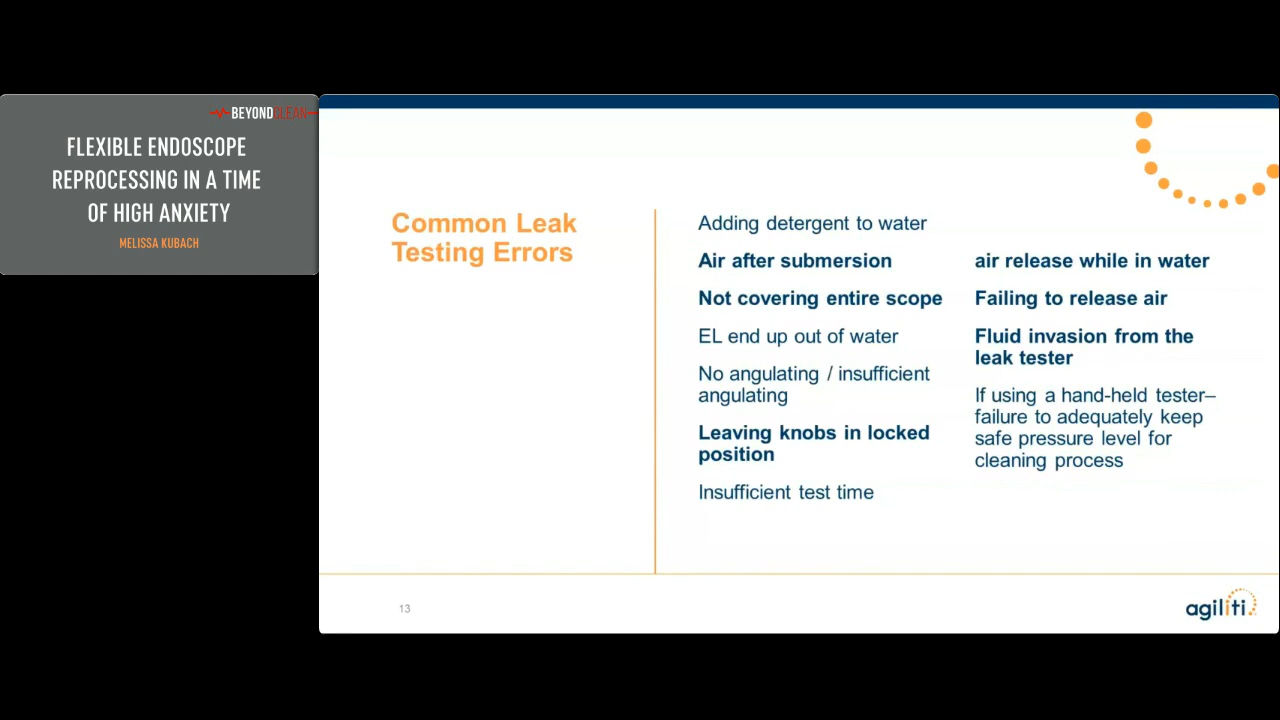 BEYONDCLEAN
FLEXIBLE ENDOSCOPE
REPROCESSING IN A TIME
OF HIGH ANXIETY
MELISSA KUBACH
Common Leak
Testing Errors
Adding detergent to water
Air after submersion
Not covering entire scope
EL end up out of water
No angulating / insufficient
angulating
Leaving knobs in locked
position
Insufficient test time
air release while in water
Failing to release air
Fluid invasion from the
leak tester
If using a hand-held tester–
failure to adequately keep
safe pressure level for
cleaning process
13
agiliti